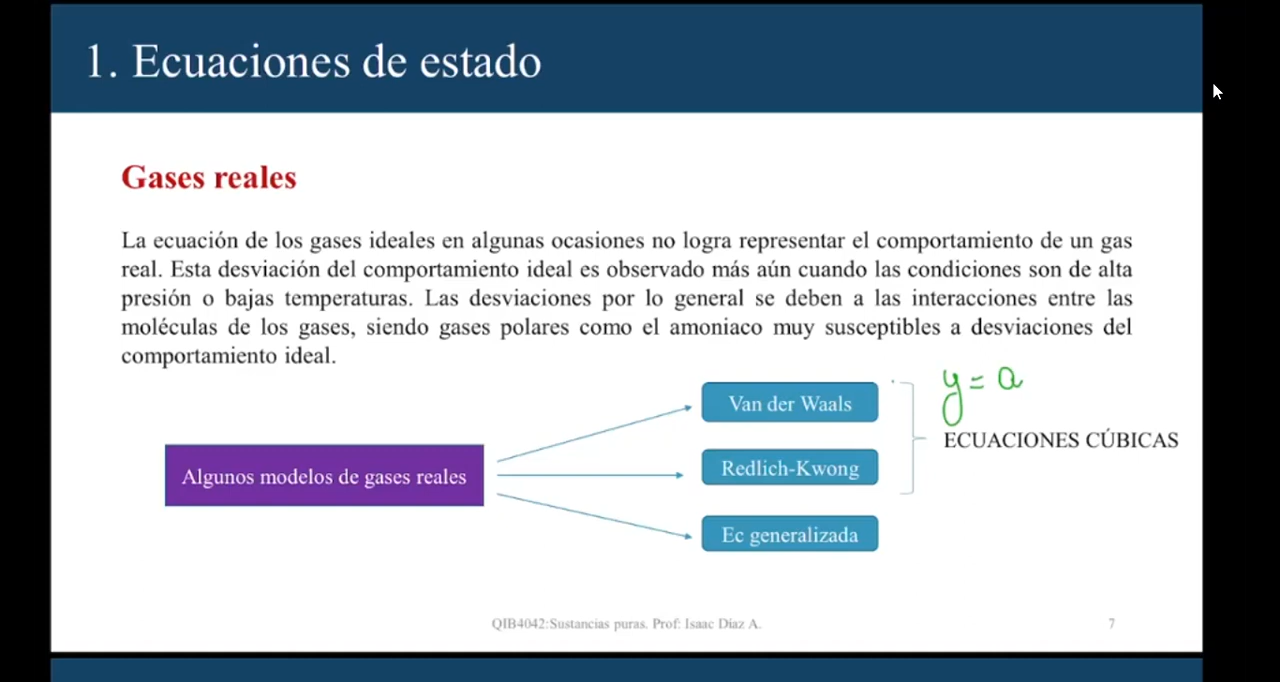 1. Ecuaciones de estado
Gases reales
La ecuación de los gases ideales en algunas ocasiones no logra representar el comportamiento de un gas
real. Esta desviación del comportamiento ideal es observado más aún cuando las condiciones son de alta
presión o bajas temperaturas. Las desviaciones por lo general se deben a las interacciones entre las
moléculas de los gases, siendo gases polares como el amoniaco muy susceptibles a desviaciones del
comportamiento ideal.
Algunos modelos de gases reales
Van der Waals
Redlich-Kwong
Ec generalizada
y = a
ECUACIONES CÚBICAS
QIB4042:Sustancias puras. Prof: Isaac Díaz A.
7